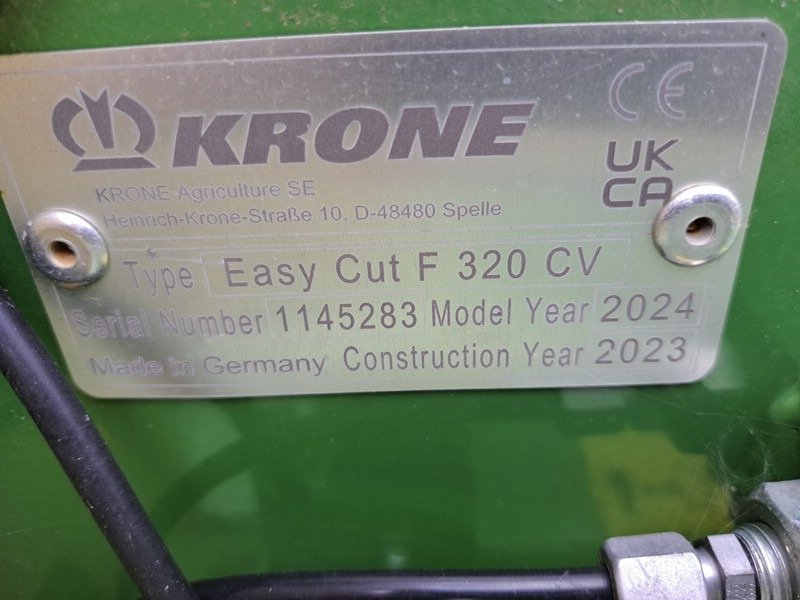 KRONE
CE
UK
CA
KRONE Agriculture SE
Heinrich-Krone-Straße 10, D-48480 Spelle
Type Easy Cut F 320 CV
Serial Number 1145283 Model Year 2024
Made in Germany Construction Year 2023